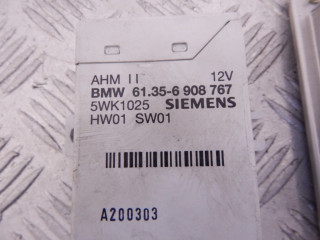 AHM II 12V
BMW 61.35-6 908 767
5WK1025 SIEMENS
HW01 SW01
A200303